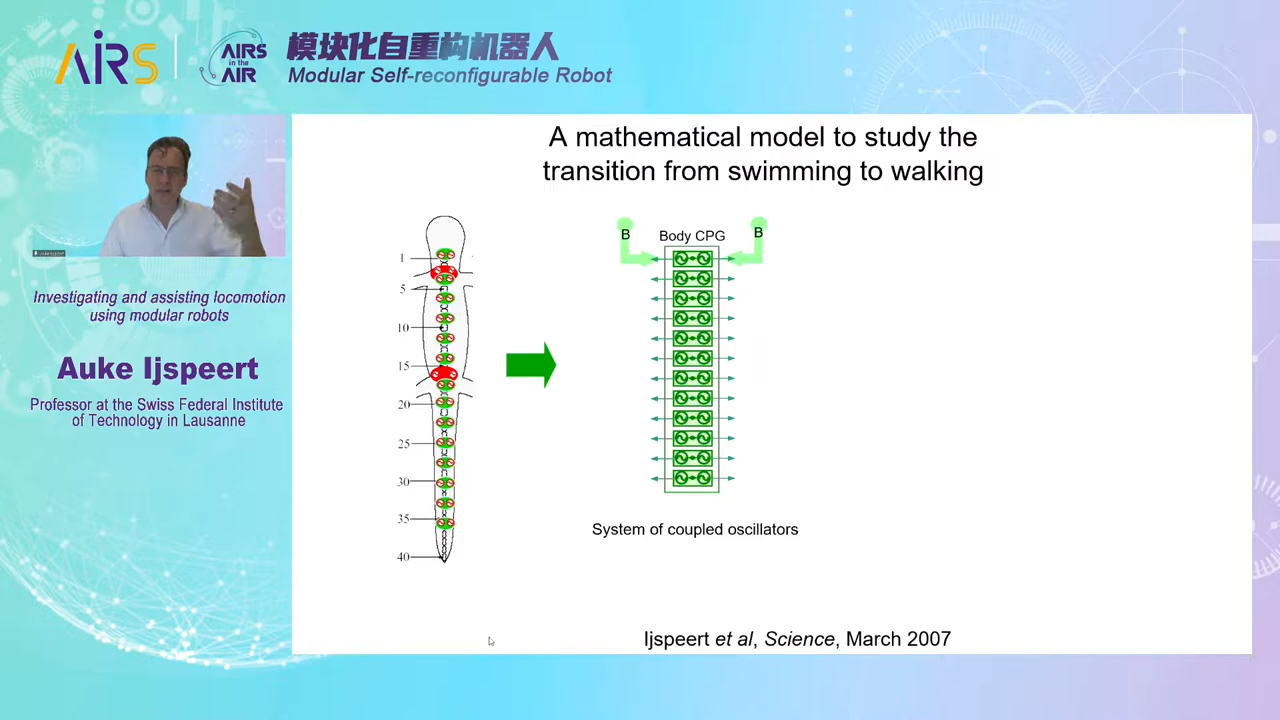 AIRS
AIRS
in the
AIR
模块化自重构机器人
Modular Self-reconfigurable Robot
Investigating and assisting locomotion
using modular robots
Auke Ijspeert
Professor at the Swiss Federal Institute
of Technology in Lausanne
A mathematical model to study the
transition from swimming to walking
1
5
10
15
20
25
30
35
40
B
Body CPG
B
System of coupled oscillators
Ijspeert et al, Science, March 2007